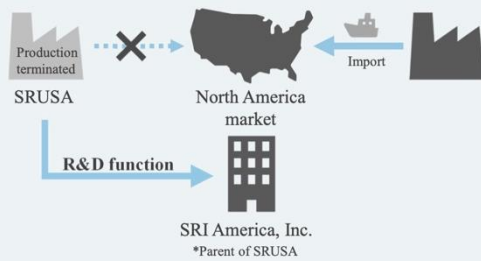 Production
terminated
SRUSA
North America
market
Import
R&D function
SRI America, Inc.
*Parent of SRUSA